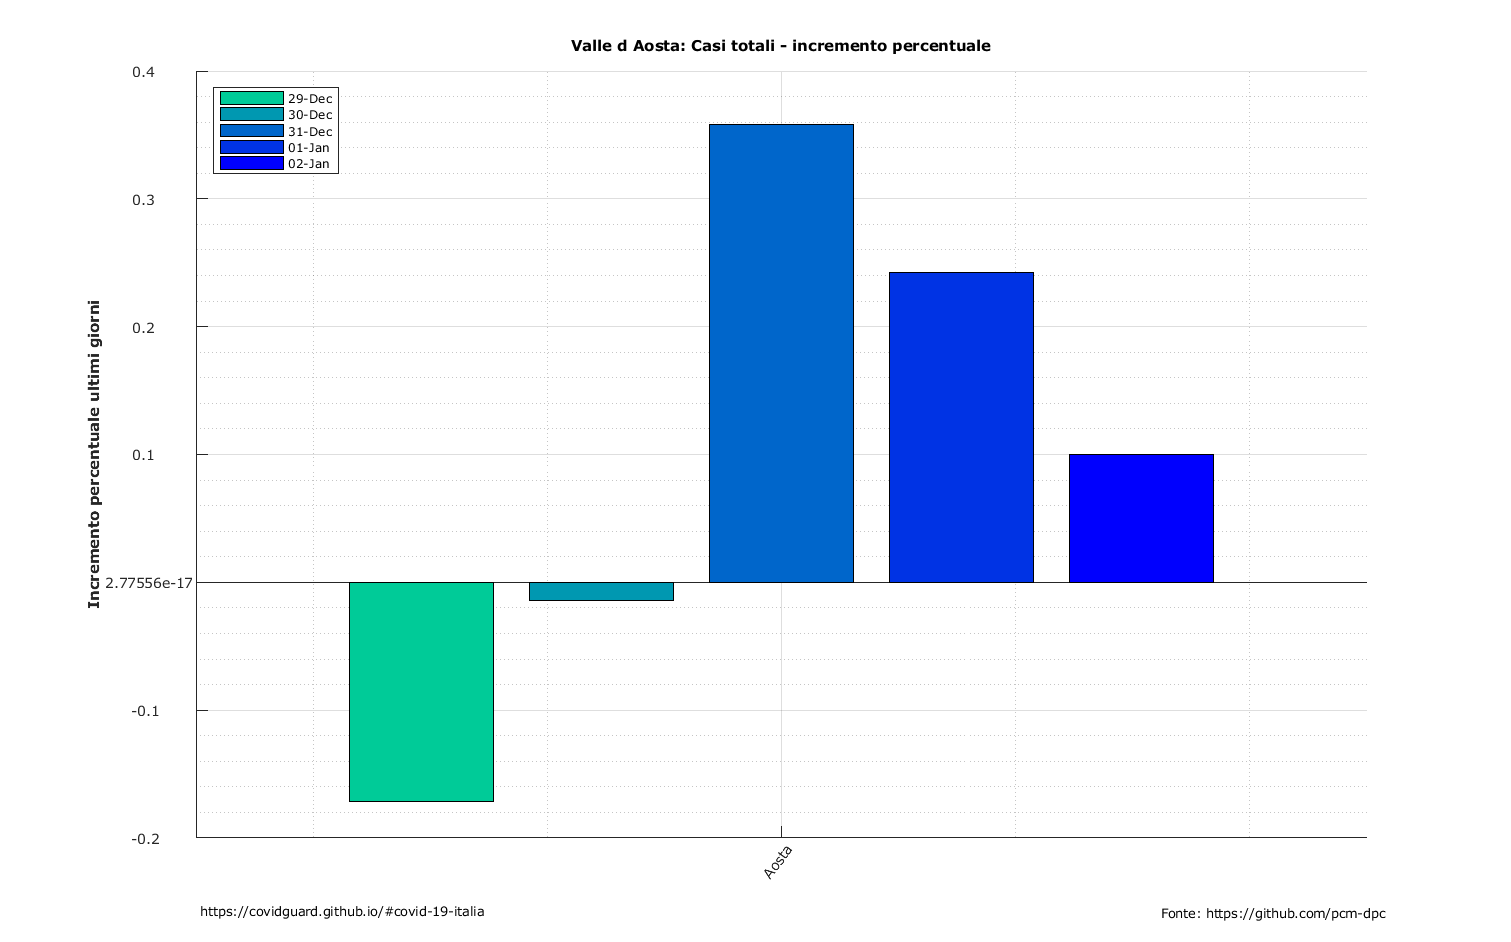 Valle d Aosta: Casi totali - incremento percentuale
0.4
0.3
0.2
0.1
2.77556e-17
-0.1
-0.2
Incremento percentuale ultimi giorni
29-Dec
30-Dec
31-Dec
01-Jan
02-Jan
Aosta
https://covidguard.github.io/#covid-19-italia
Fonte: https://github.com/pcm-dpc